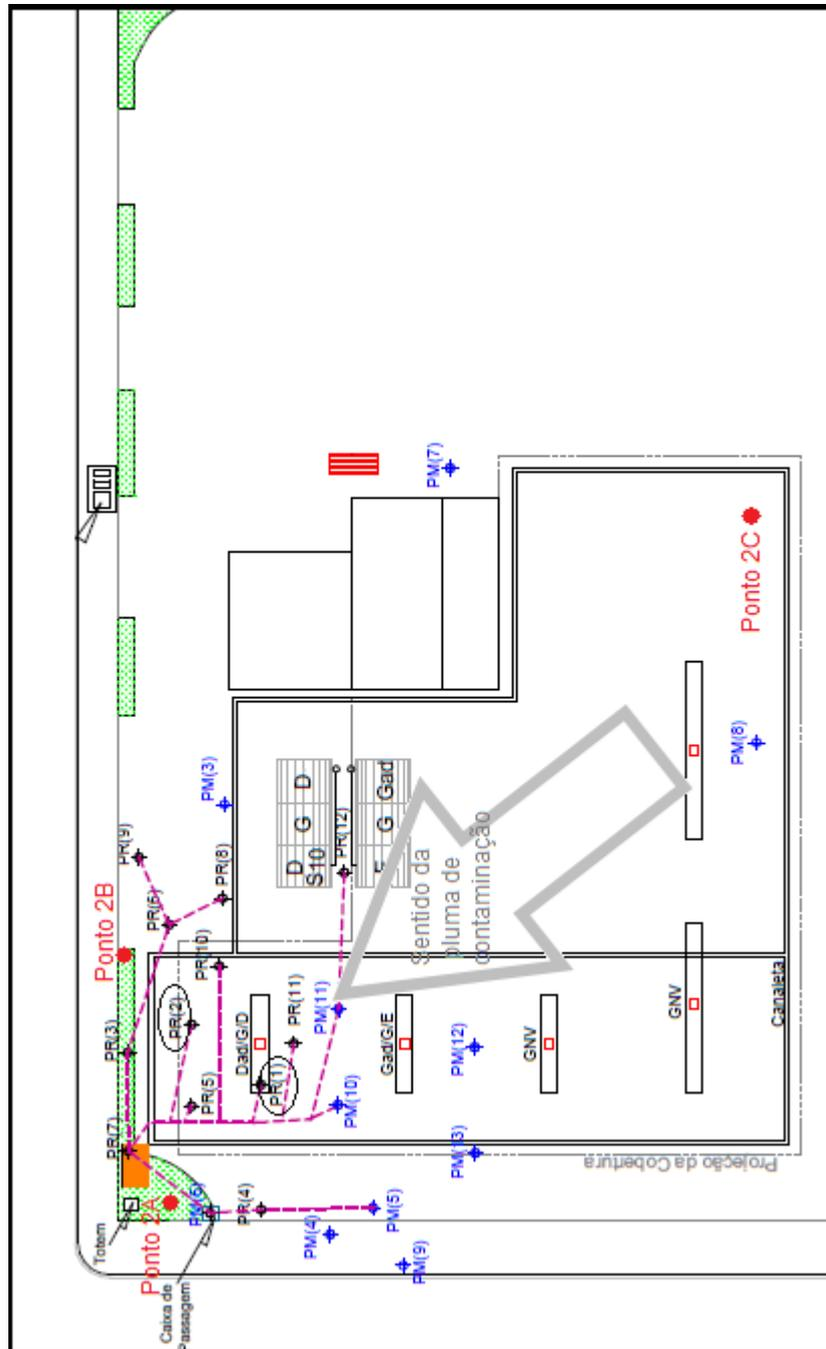 PM(7)
Ponto 2C
PM(8)
PM(3)
D
D
G
D
S10
Gad
G
E
PR(12)
PR(9)
PR(8)
PR(6)
Ponto 2B
Sentido da
pluma de
contaminação
PR(10)
PR(2)
PR(11)
PM(11)
PR(3)
Dad/G/D
Gad/G/E
PM(12)
GNV
GNV
Canaleta
PR(5)
PR(1)
PM(10)
PR(7)
PM(13)
Projeção da Cobertura
PM(6)
PR(4)
PM(5)
PM(4)
PM(9)
Totem
Ponto 2A
Caixa de
Passagem